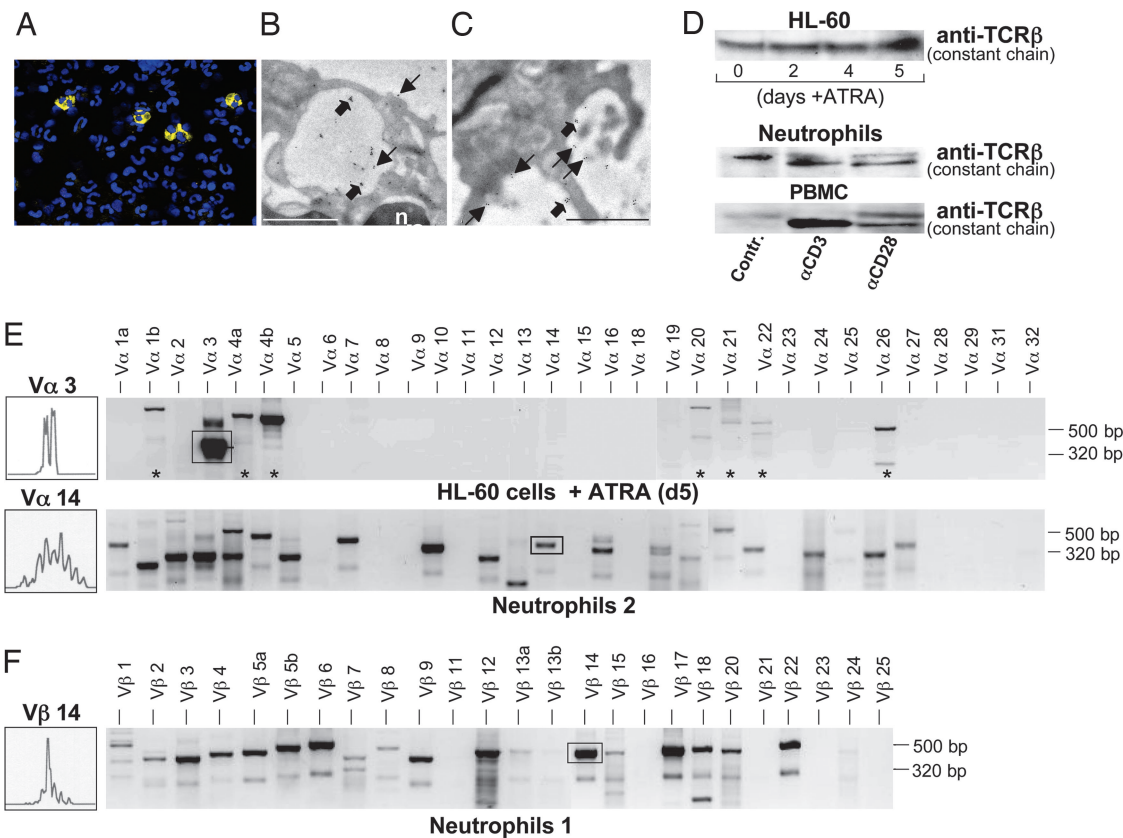 A
B
C
D
HL-60
anti-TCRβ
(constant chain)
0 2 4 5
(days +ATRA)
Neutrophils
anti-TCRβ
(constant chain)
PBMC
anti-TCRβ
(constant chain)
Contr.
αCD3
αCD28
n
E
Vα 1a
Vα 1b
Vα 2
Vα 3
Vα 4a
Vα 4b
Vα 5
Vα 6
Vα 7
Vα 8
Vα 9
Vα 10
Vα 11
Vα 12
Vα 13
Vα 14
Vα 15
Vα 16
Vα 18
Vα 19
Vα 20
Vα 21
Vα 22
Vα 23
Vα 24
Vα 25
Vα 26
Vα 27
Vα 28
Vα 29
Vα 31
Vα 32
Vα 3
500 bp
320 bp
* * * * * * *
HL-60 cells + ATRA (d5)
Vα 14
500 bp
320 bp
Neutrophils 2
F
Vβ 1
Vβ 2
Vβ 3
Vβ 4
Vβ 5a
Vβ 5b
Vβ 6
Vβ 7
Vβ 8
Vβ 9
Vβ 11
Vβ 12
Vβ 13a
Vβ 13b
Vβ 14
Vβ 15
Vβ 16
Vβ 17
Vβ 18
Vβ 20
Vβ 21
Vβ 22
Vβ 23
Vβ 24
Vβ 25
Vβ 14
500 bp
320 bp
Neutrophils 1